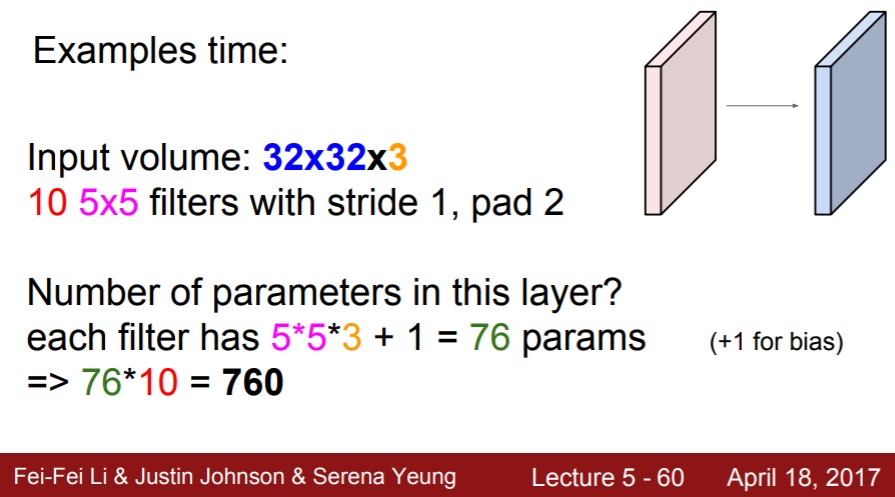 Examples time:
Input volume: 32x32x3
10 5x5 filters with stride 1, pad 2
Number of parameters in this layer?
each filter has 5*5*3 + 1 = 76 params (+1 for bias)
=> 76*10 = 760
Fei-Fei Li & Justin Johnson & Serena Yeung Lecture 5 - 60 April 18, 2017